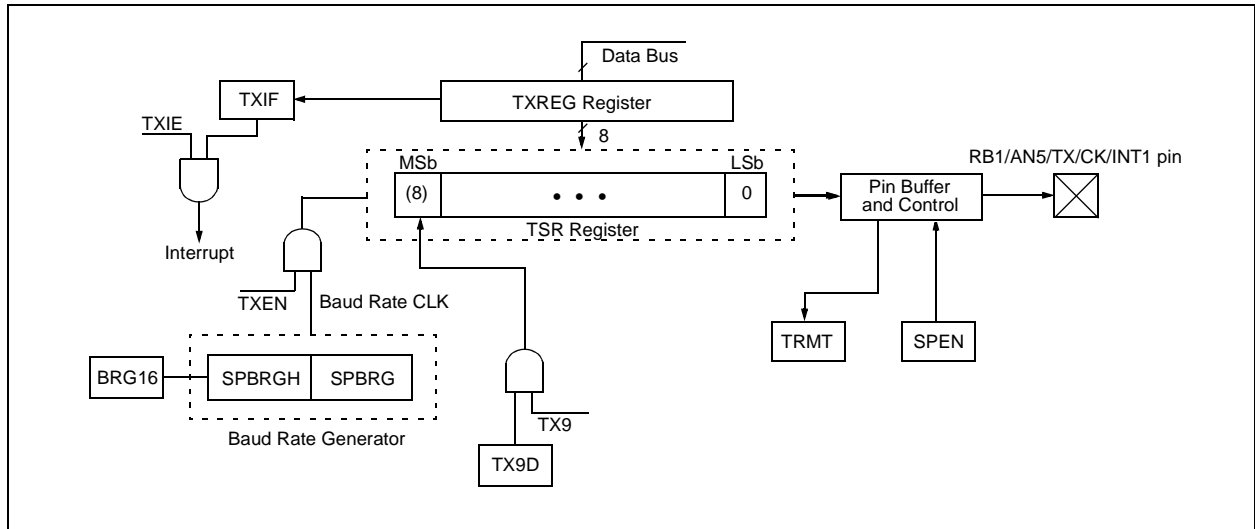 Data Bus
TXIF
TXREG Register
TXIE
8
MSb
LSb
RB1/AN5/TX/CK/INT1 pin
(8)
• • •
0
Pin Buffer
and Control
TSR Register
Interrupt
TXEN
Baud Rate CLK
TRMT
SPEN
BRG16
SPBRGH
SPBRG
TX9
Baud Rate Generator
TX9D